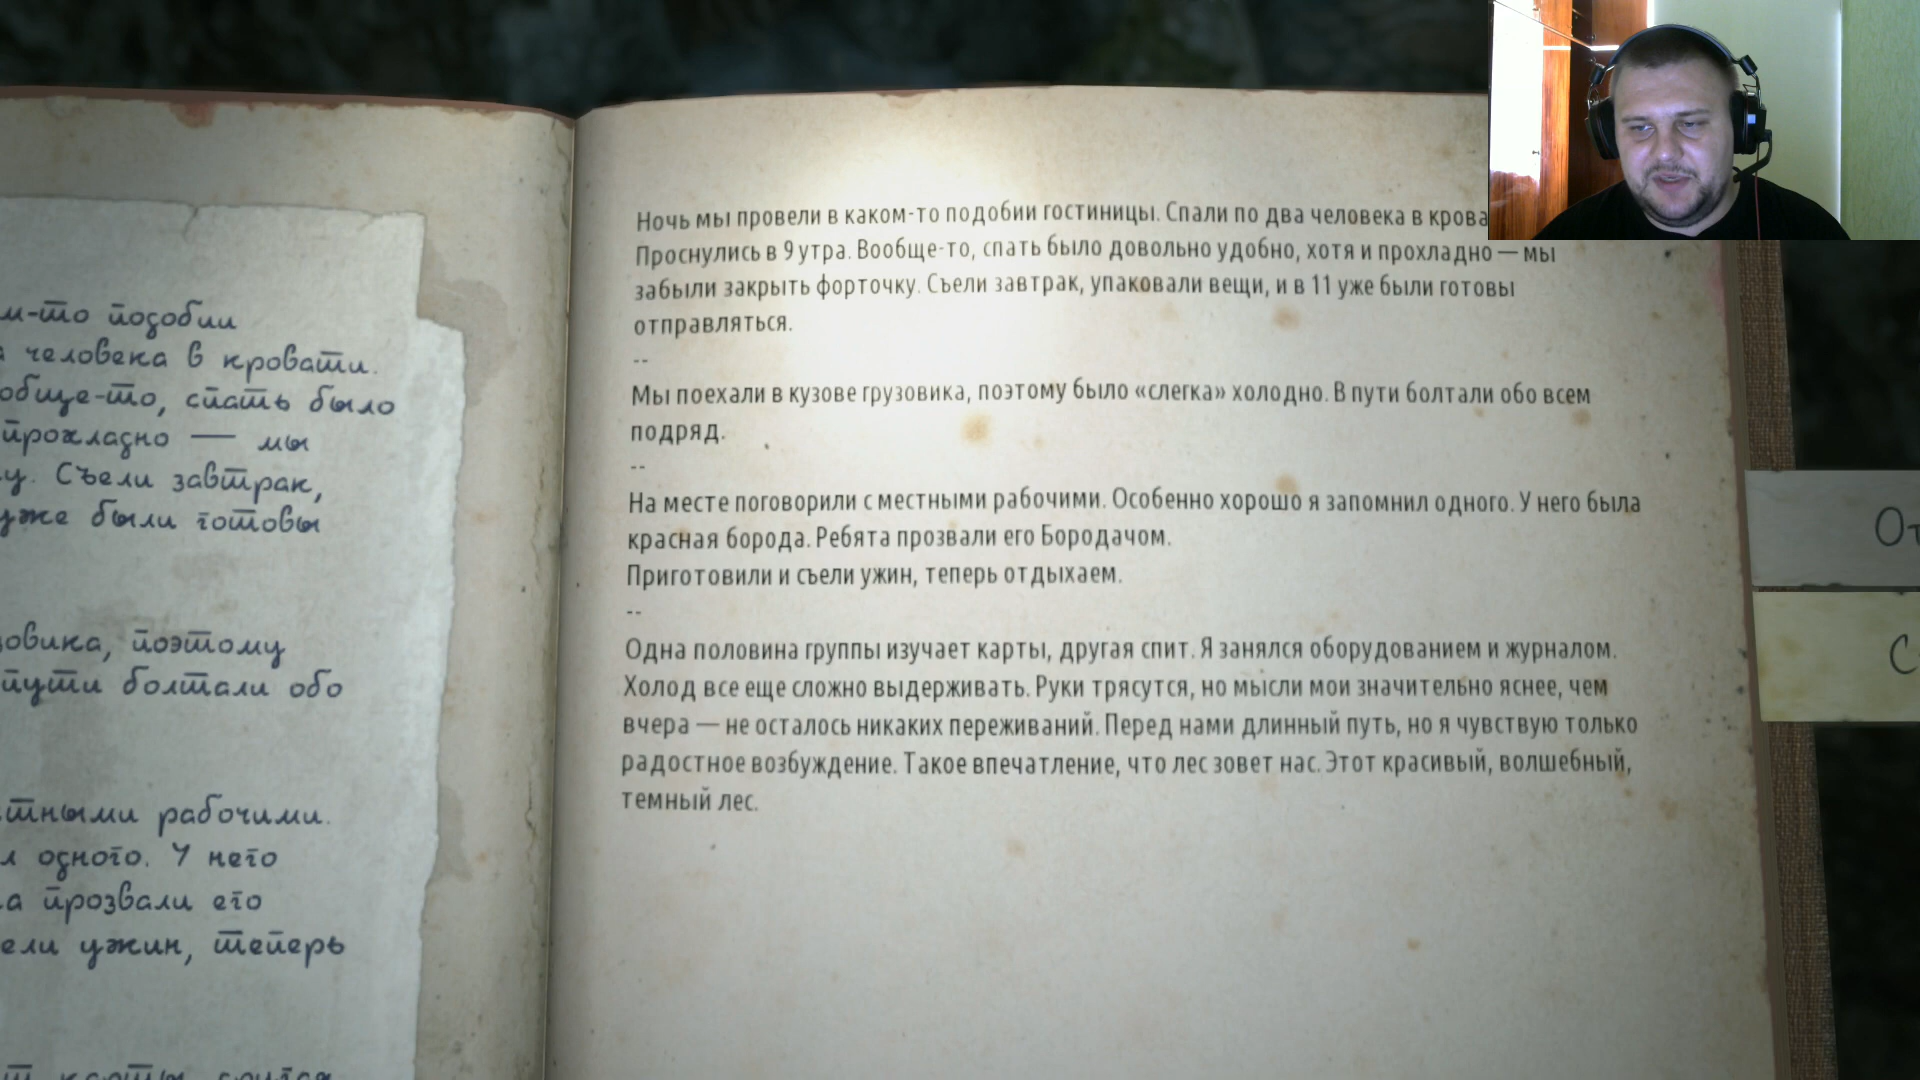 м-то подобии
человека в кровати.
обще-то, спать было
прохладно — мы
у. Съели завтрак,
уже были готовы
овика, поэтому
пути болтали обо
тными рабочими.
л одного. У него
а прозвали его
ели ужин, теперь
Ночь мы провели в каком-то подобии гостиницы. Спали по два человека в крова
Проснулись в 9 утра. Вообще-то, спать было довольно удобно, хотя и прохладно — мы
забыли закрыть форточку. Съели завтрак, упаковали вещи, и в 11 уже были готовы
отправляться.
--
Мы поехали в кузове грузовика, поэтому было «слегка» холодно. В пути болтали обо всем
подряд.
--
На месте поговорили с местными рабочими. Особенно хорошо я запомнил одного. У него была
красная борода. Ребята прозвали его Бородачом.
Приготовили и съели ужин, теперь отдыхаем.
--
Одна половина группы изучает карты, другая спит. Я занялся оборудованием и журналом.
Холод все еще сложно выдерживать. Руки трясутся, но мысли мои значительно яснее, чем
вчера — не осталось никаких переживаний. Перед нами длинный путь, но я чувствую только
радостное возбуждение. Такое впечатление, что лес зовет нас. Этот красивый, волшебный,
темный лес.
От
С